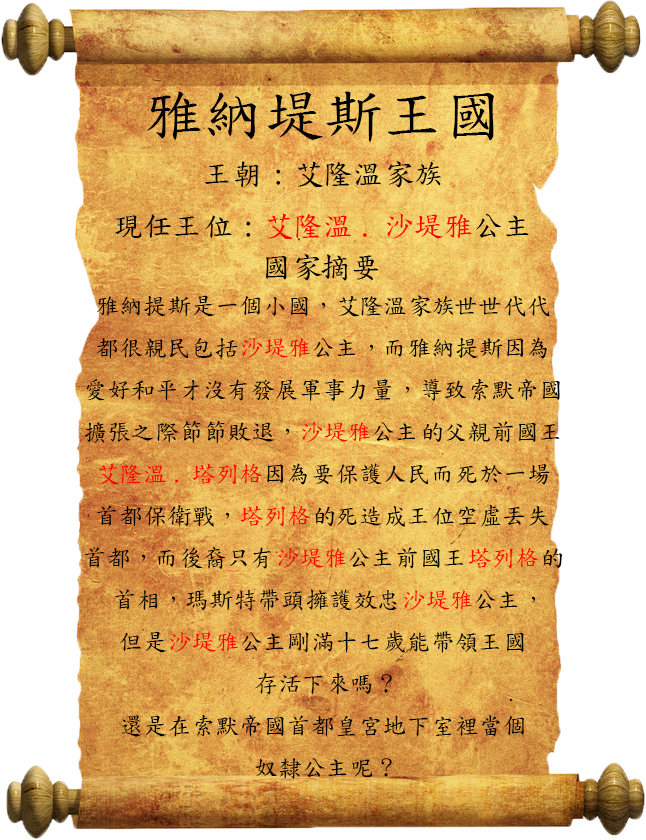 雅納堤斯王國
王朝：艾隆溫家族
現任王位：艾隆溫．沙堤雅公主
國家摘要
雅納提斯是一個小國，艾隆溫家族世世代代
都很親民包括沙堤雅公主，而雅納提斯因為
愛好和平才沒有發展軍事力量，導致索默帝國
擴張之際節節敗退，沙堤雅公主的父親前國王
艾隆溫．塔列格因為要保護人民而死於一場
首都保衛戰，塔列格的死造成王位空虛丟失
首都，而後裔只有沙堤雅公主前國王塔列格的
首相，瑪斯特帶頭擁護效忠沙堤雅公主，
但是沙堤雅公主剛滿十七歲能帶領王國
存活下來嗎？
還是在索默帝國首都皇宮地下室裡當個
奴隸公主呢？